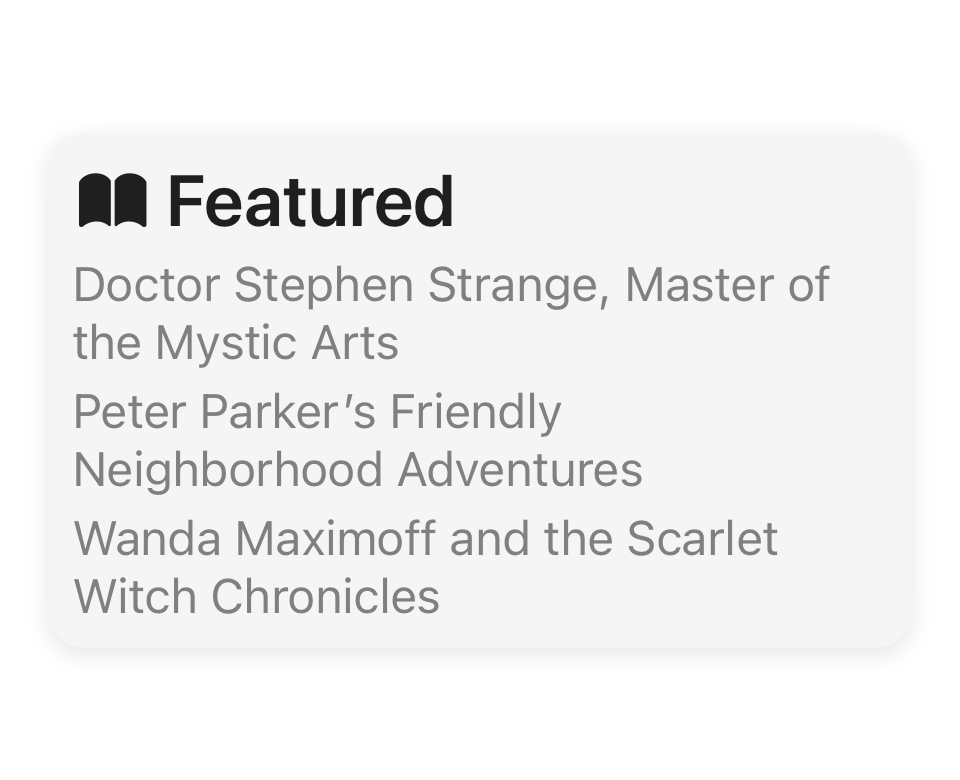 Featured
Doctor Stephen Strange, Master of
the Mystic Arts
Peter Parker’s Friendly
Neighborhood Adventures
Wanda Maximoff and the Scarlet
Witch Chronicles